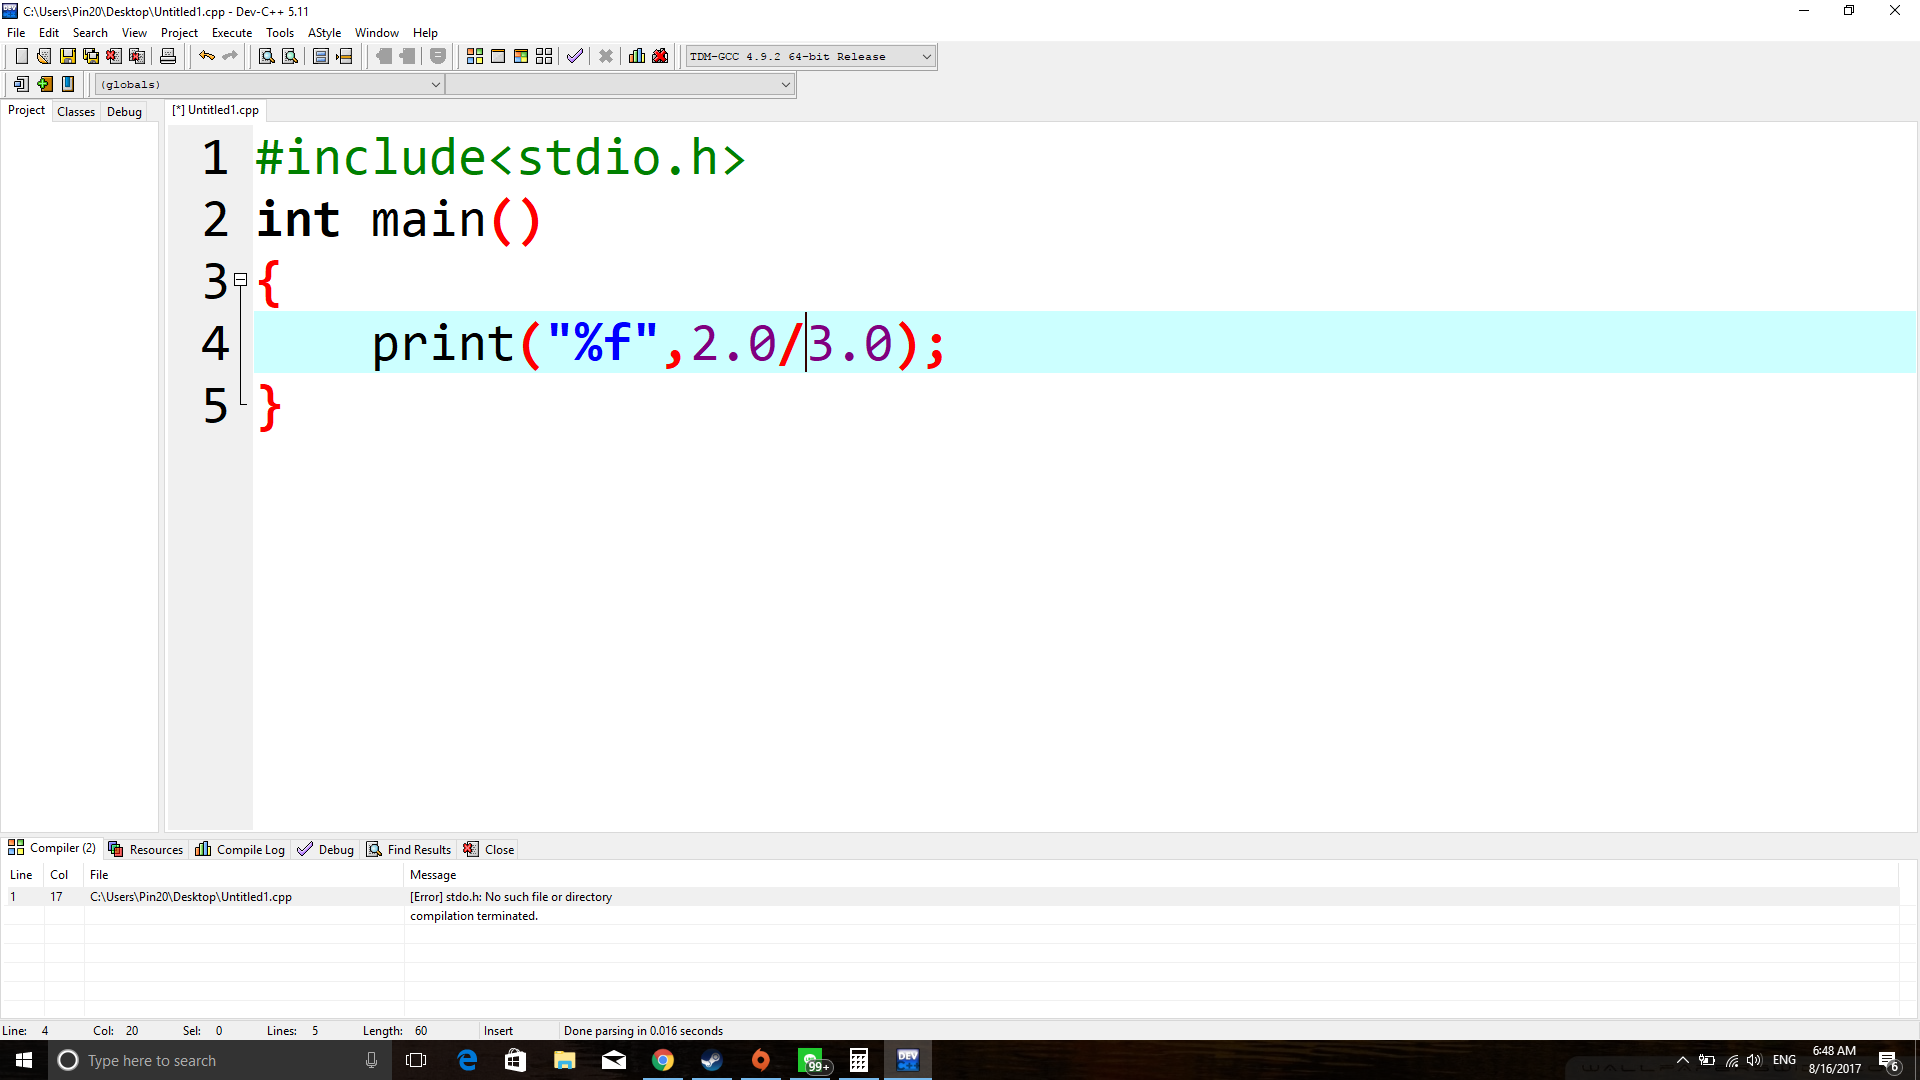 C:\Users\Pin20\Desktop\Untitled1.cpp - Dev-C++ 5.11
File Edit Search View Project Execute Tools AStyle Window Help
TDM-GCC 4.9.2 64-bit Release
(globals)
Project Classes Debug
[*] Untitled1.cpp
1 #include<stdio.h>
2 int main()
3 {
4 print("%f",2.0/3.0);
5 }
Compiler (2) Resources Compile Log Debug Find Results Close
Line Col File Message
1 17 C:\Users\Pin20\Desktop\Untitled1.cpp [Error] stdo.h: No such file or directory
compilation terminated.
Line: 4 Col: 20 Sel: 0 Lines: 5 Length: 60 Insert Done parsing in 0.016 seconds
Type here to search
99+
DEV
ENG
6:48 AM
8/16/2017
6